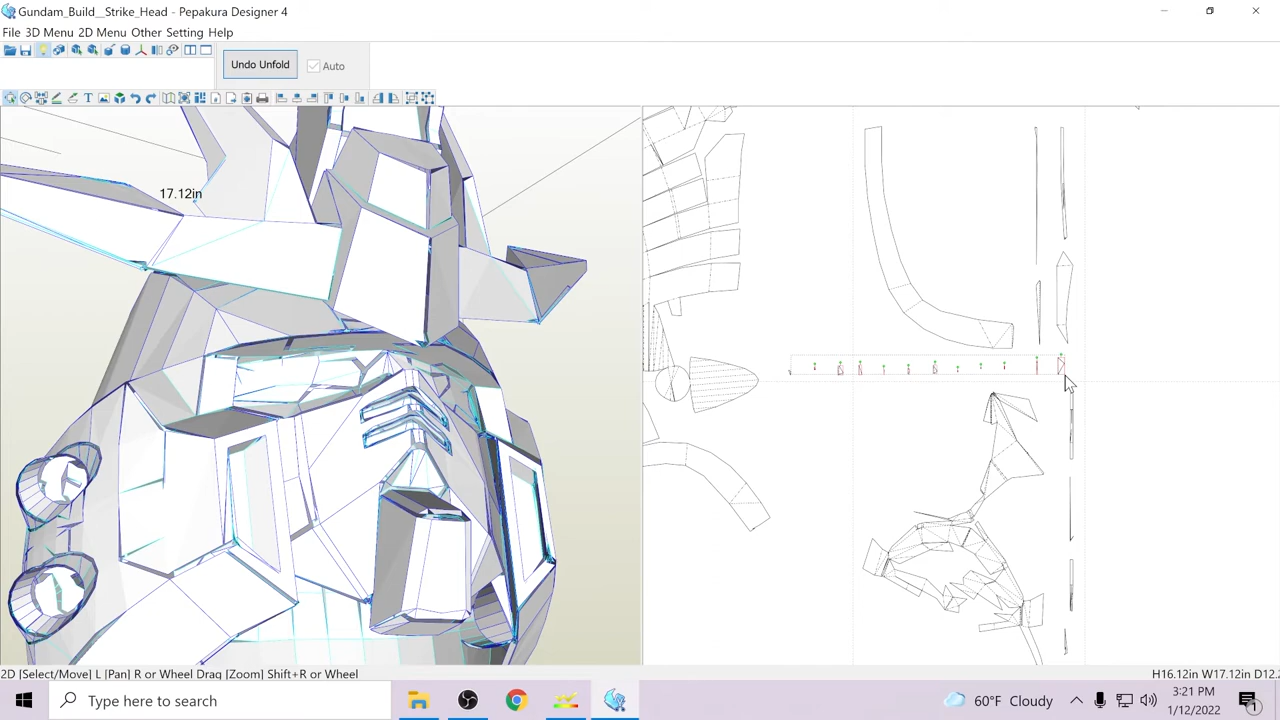 Gundam_Build__Strike_Head - Pepakura Designer 4
File 3D Menu 2D Menu Other Setting Help
Undo Unfold
Auto
17.12in
2D [Select/Move] L [Pan] R or Wheel Drag [Zoom] Shift+R or Wheel
H16.12in W17.12in D12.
Type here to search
60°F Cloudy
3:21 PM
1/12/2022
1